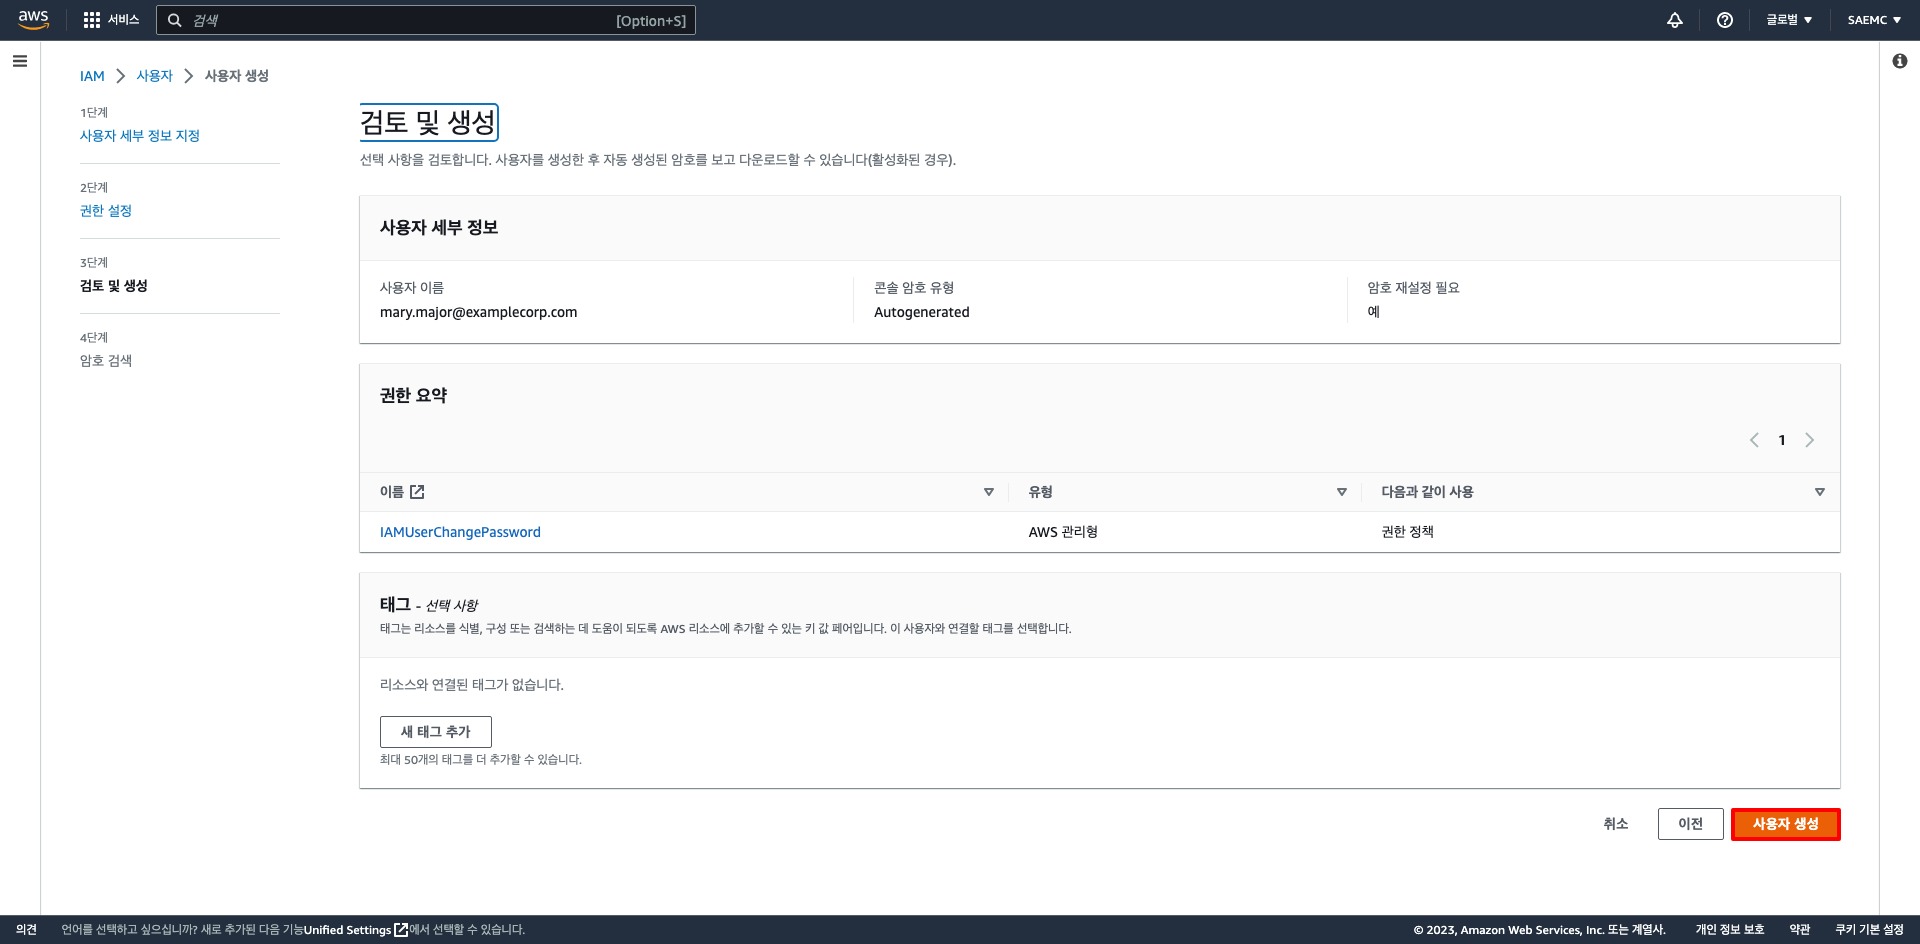 aws
서비스
검색
[Option+S]
글로벌 ▼
SAEMC ▼
IAM > 사용자 > 사용자 생성
1단계
사용자 세부 정보 지정
2단계
권한 설정
3단계
검토 및 생성
4단계
암호 검색
검토 및 생성
선택 사항을 검토합니다. 사용자를 생성한 후 자동 생성된 암호를 보고 다운로드할 수 있습니다(활성화된 경우).
사용자 세부 정보
사용자 이름
mary.major@examplecorp.com
콘솔 암호 유형
Autogenerated
암호 재설정 필요
예
권한 요약
< 1 >
이름
유형
다음과 같이 사용
IAMUserChangePassword
AWS 관리형
권한 정책
태그 - 선택 사항
태그는 리소스를 식별, 구성 또는 검색하는 데 도움이 되도록 AWS 리소스에 추가할 수 있는 키 값 페어입니다. 이 사용자와 연결할 태그를 선택합니다.
리소스와 연결된 태그가 없습니다.
새 태그 추가
최대 50개의 태그를 더 추가할 수 있습니다.
취소
이전
사용자 생성
의견
언어를 선택하고 싶으십니까? 새로 추가된 다음 기능Unified Settings에서 선택할 수 있습니다.
© 2023, Amazon Web Services, Inc. 또는 계열사.
개인 정보 보호
약관
쿠키 기본 설정